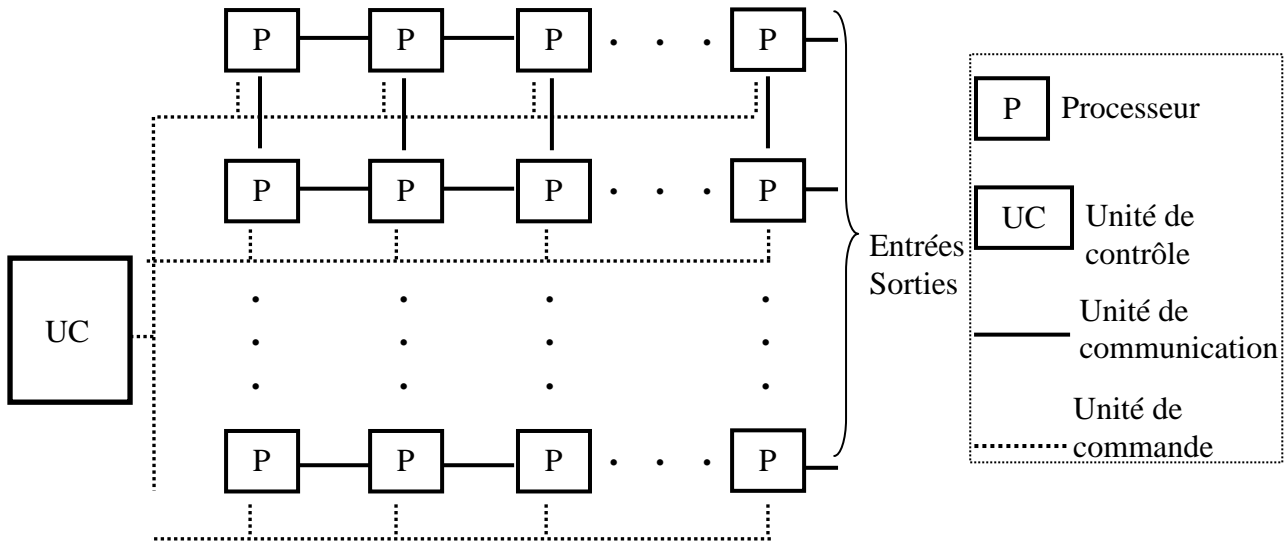 P P P . . . P
P P P . . . P
UC
P P P . . . P
Entrées
Sorties
P Processeur
UC Unité de
contrôle
Unité de
communication
Unité de
commande